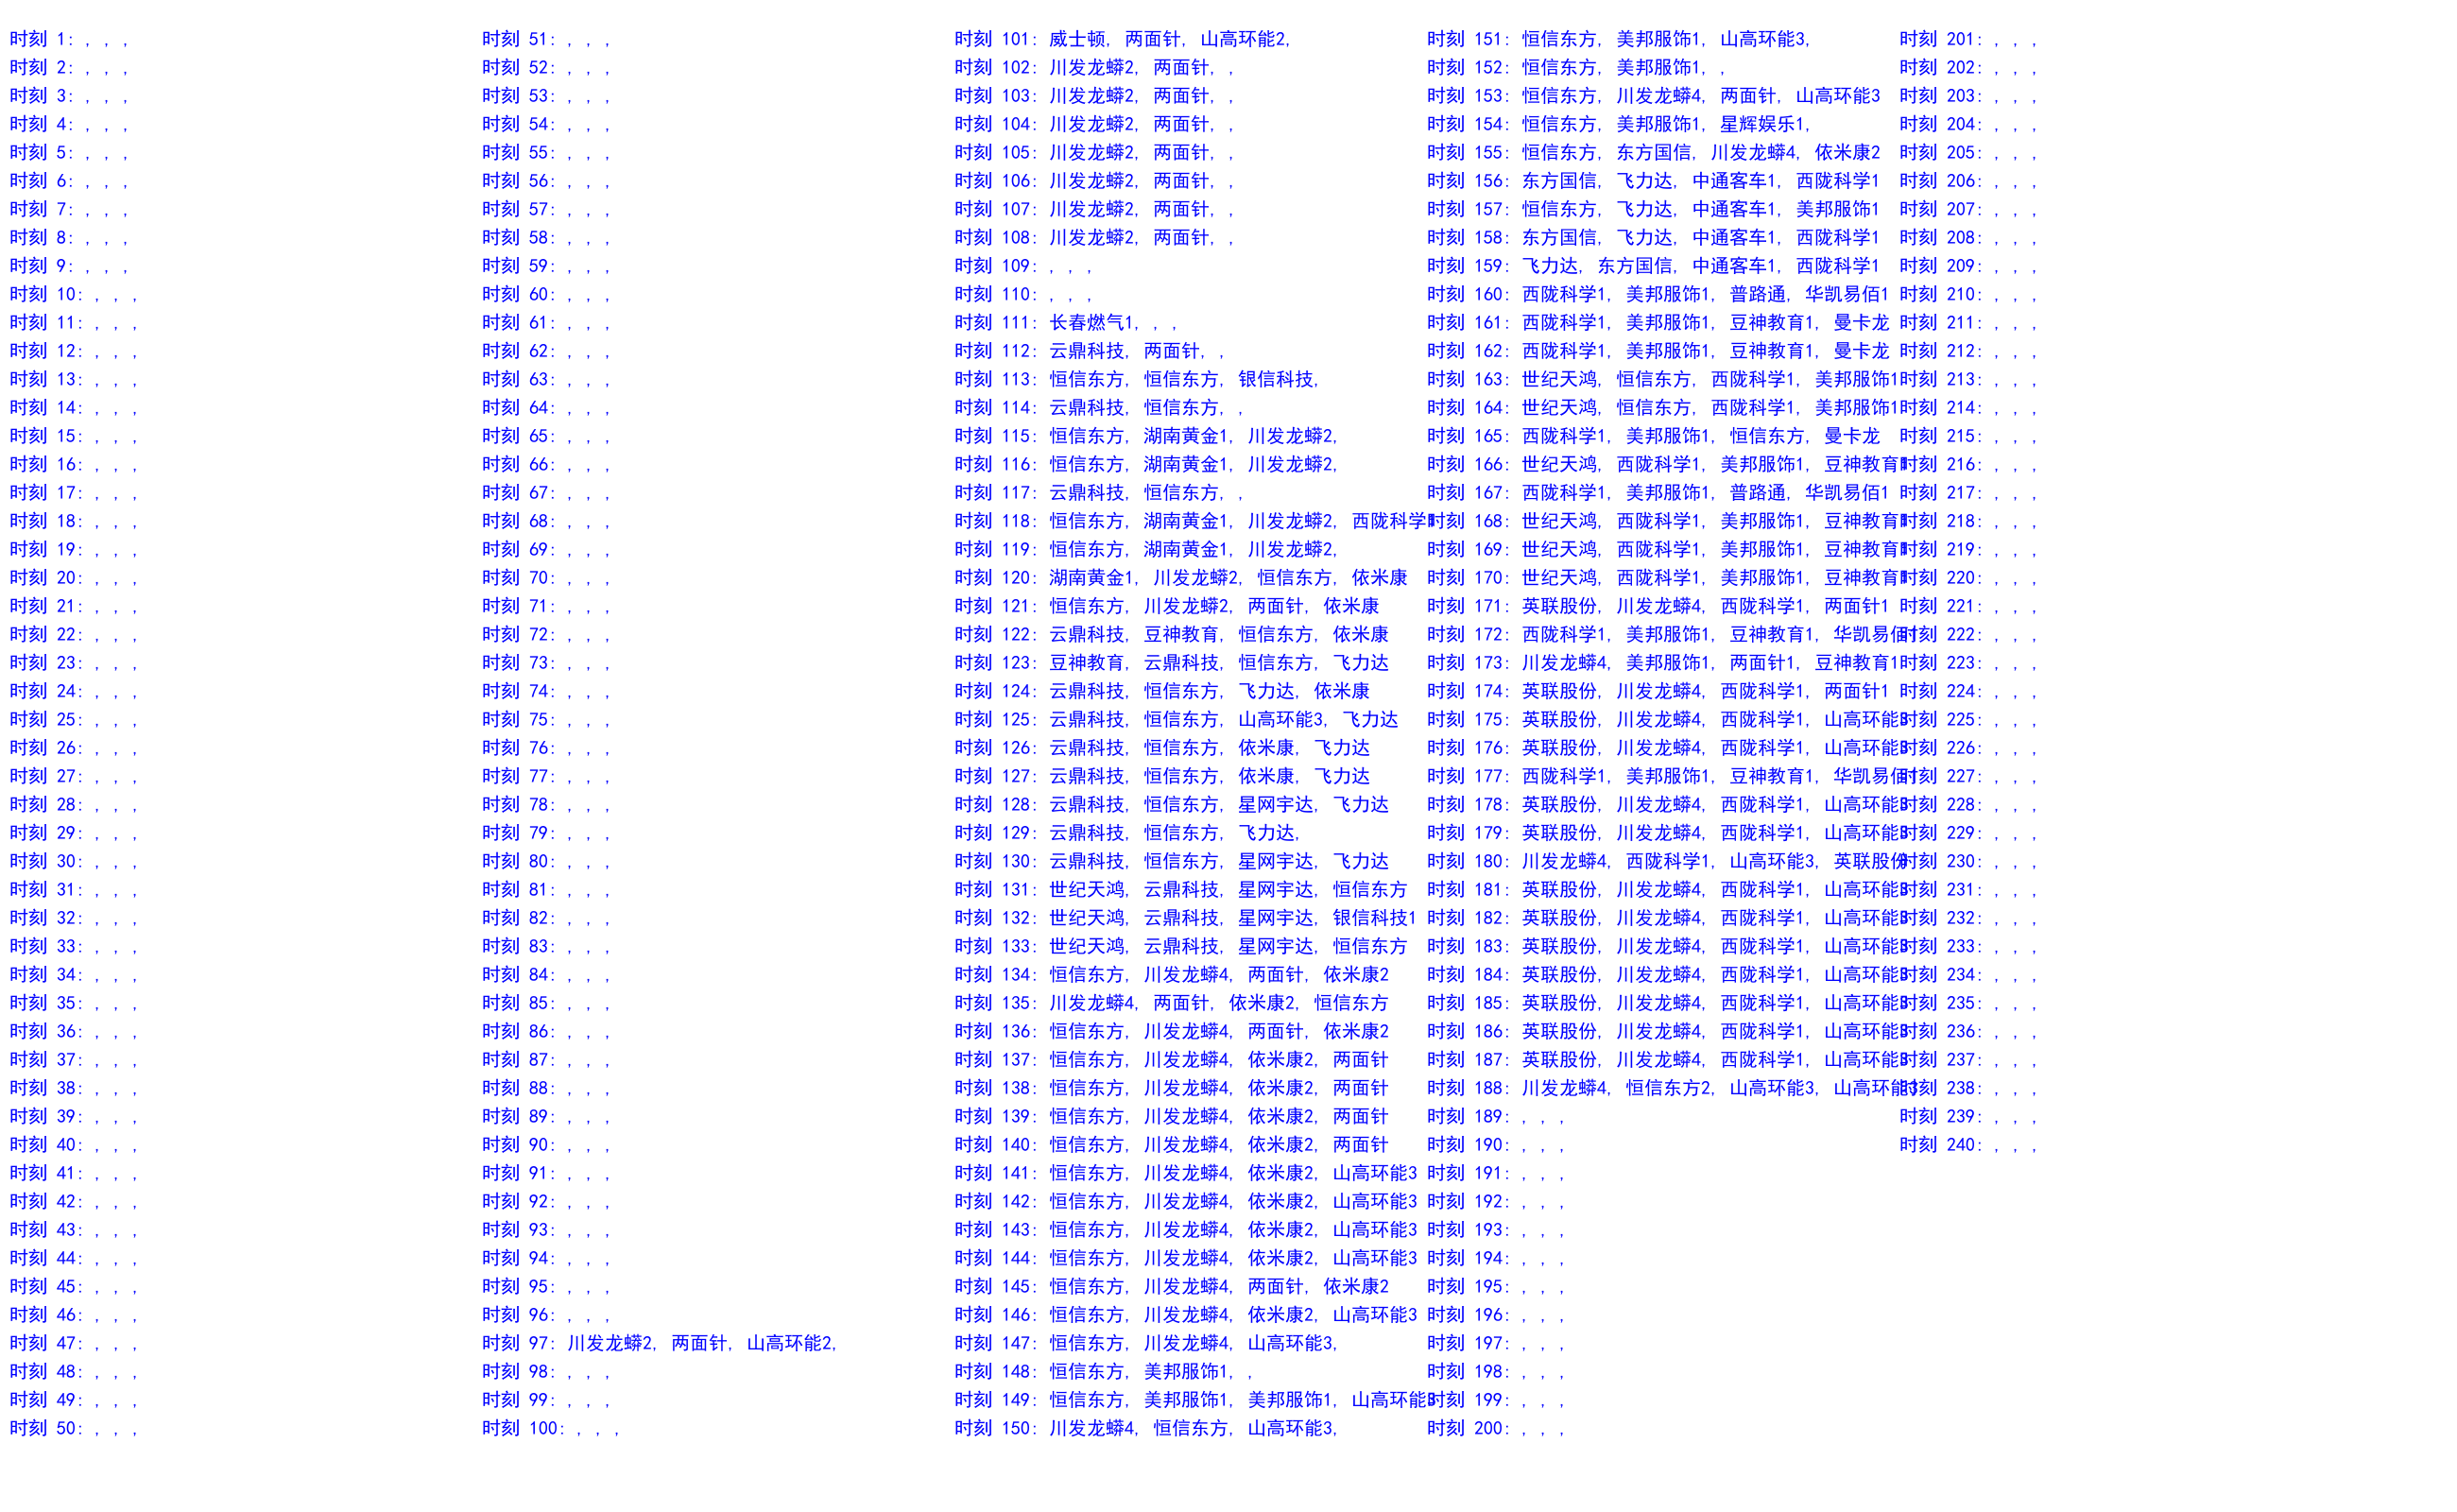 时刻 1: , , ,
时刻 2: , , ,
时刻 3: , , ,
时刻 4: , , ,
时刻 5: , , ,
时刻 6: , , ,
时刻 7: , , ,
时刻 8: , , ,
时刻 9: , , ,
时刻 10: , , ,
时刻 11: , , ,
时刻 12: , , ,
时刻 13: , , ,
时刻 14: , , ,
时刻 15: , , ,
时刻 16: , , ,
时刻 17: , , ,
时刻 18: , , ,
时刻 19: , , ,
时刻 20: , , ,
时刻 21: , , ,
时刻 22: , , ,
时刻 23: , , ,
时刻 24: , , ,
时刻 25: , , ,
时刻 26: , , ,
时刻 27: , , ,
时刻 28: , , ,
时刻 29: , , ,
时刻 30: , , ,
时刻 31: , , ,
时刻 32: , , ,
时刻 33: , , ,
时刻 34: , , ,
时刻 35: , , ,
时刻 36: , , ,
时刻 37: , , ,
时刻 38: , , ,
时刻 39: , , ,
时刻 40: , , ,
时刻 41: , , ,
时刻 42: , , ,
时刻 43: , , ,
时刻 44: , , ,
时刻 45: , , ,
时刻 46: , , ,
时刻 47: , , ,
时刻 48: , , ,
时刻 49: , , ,
时刻 50: , , ,
时刻 51: , , ,
时刻 52: , , ,
时刻 53: , , ,
时刻 54: , , ,
时刻 55: , , ,
时刻 56: , , ,
时刻 57: , , ,
时刻 58: , , ,
时刻 59: , , ,
时刻 60: , , ,
时刻 61: , , ,
时刻 62: , , ,
时刻 63: , , ,
时刻 64: , , ,
时刻 65: , , ,
时刻 66: , , ,
时刻 67: , , ,
时刻 68: , , ,
时刻 69: , , ,
时刻 70: , , ,
时刻 71: , , ,
时刻 72: , , ,
时刻 73: , , ,
时刻 74: , , ,
时刻 75: , , ,
时刻 76: , , ,
时刻 77: , , ,
时刻 78: , , ,
时刻 79: , , ,
时刻 80: , , ,
时刻 81: , , ,
时刻 82: , , ,
时刻 83: , , ,
时刻 84: , , ,
时刻 85: , , ,
时刻 86: , , ,
时刻 87: , , ,
时刻 88: , , ,
时刻 89: , , ,
时刻 90: , , ,
时刻 91: , , ,
时刻 92: , , ,
时刻 93: , , ,
时刻 94: , , ,
时刻 95: , , ,
时刻 96: , , ,
时刻 97: 川发龙蟒2, 两面针, 山高环能2,
时刻 98: , , ,
时刻 99: , , ,
时刻 100: , , ,
时刻 101: 威士顿, 两面针, 山高环能2,
时刻 102: 川发龙蟒2, 两面针, ,
时刻 103: 川发龙蟒2, 两面针, ,
时刻 104: 川发龙蟒2, 两面针, ,
时刻 105: 川发龙蟒2, 两面针, ,
时刻 106: 川发龙蟒2, 两面针, ,
时刻 107: 川发龙蟒2, 两面针, ,
时刻 108: 川发龙蟒2, 两面针, ,
时刻 109: , , ,
时刻 110: , , ,
时刻 111: 长春燃气1, , ,
时刻 112: 云鼎科技, 两面针, ,
时刻 113: 恒信东方, 恒信东方, 银信科技,
时刻 114: 云鼎科技, 恒信东方, ,
时刻 115: 恒信东方, 湖南黄金1, 川发龙蟒2,
时刻 116: 恒信东方, 湖南黄金1, 川发龙蟒2,
时刻 117: 云鼎科技, 恒信东方, ,
时刻 118: 恒信东方, 湖南黄金1, 川发龙蟒2, 西陇科学
时刻 119: 恒信东方, 湖南黄金1, 川发龙蟒2,
时刻 120: 湖南黄金1, 川发龙蟒2, 恒信东方, 依米康
时刻 121: 恒信东方, 川发龙蟒2, 两面针, 依米康
时刻 122: 云鼎科技, 豆神教育, 恒信东方, 依米康
时刻 123: 豆神教育, 云鼎科技, 恒信东方, 飞力达
时刻 124: 云鼎科技, 恒信东方, 飞力达, 依米康
时刻 125: 云鼎科技, 恒信东方, 山高环能3, 飞力达
时刻 126: 云鼎科技, 恒信东方, 依米康, 飞力达
时刻 127: 云鼎科技, 恒信东方, 依米康, 飞力达
时刻 128: 云鼎科技, 恒信东方, 星网宇达, 飞力达
时刻 129: 云鼎科技, 恒信东方, 飞力达,
时刻 130: 云鼎科技, 恒信东方, 星网宇达, 飞力达
时刻 131: 世纪天鸿, 云鼎科技, 星网宇达, 恒信东方
时刻 132: 世纪天鸿, 云鼎科技, 星网宇达, 银信科技1
时刻 133: 世纪天鸿, 云鼎科技, 星网宇达, 恒信东方
时刻 134: 恒信东方, 川发龙蟒4, 两面针, 依米康2
时刻 135: 川发龙蟒4, 两面针, 依米康2, 恒信东方
时刻 136: 恒信东方, 川发龙蟒4, 两面针, 依米康2
时刻 137: 恒信东方, 川发龙蟒4, 依米康2, 两面针
时刻 138: 恒信东方, 川发龙蟒4, 依米康2, 两面针
时刻 139: 恒信东方, 川发龙蟒4, 依米康2, 两面针
时刻 140: 恒信东方, 川发龙蟒4, 依米康2, 两面针
时刻 141: 恒信东方, 川发龙蟒4, 依米康2, 山高环能3
时刻 142: 恒信东方, 川发龙蟒4, 依米康2, 山高环能3
时刻 143: 恒信东方, 川发龙蟒4, 依米康2, 山高环能3
时刻 144: 恒信东方, 川发龙蟒4, 依米康2, 山高环能3
时刻 145: 恒信东方, 川发龙蟒4, 两面针, 依米康2
时刻 146: 恒信东方, 川发龙蟒4, 依米康2, 山高环能3
时刻 147: 恒信东方, 川发龙蟒4, 山高环能3,
时刻 148: 恒信东方, 美邦服饰1, ,
时刻 149: 恒信东方, 美邦服饰1, 美邦服饰1, 山高环能3
时刻 150: 川发龙蟒4, 恒信东方, 山高环能3,
时刻 151: 恒信东方, 美邦服饰1, 山高环能3,
时刻 152: 恒信东方, 美邦服饰1, ,
时刻 153: 恒信东方, 川发龙蟒4, 两面针, 山高环能3
时刻 154: 恒信东方, 美邦服饰1, 星辉娱乐1,
时刻 155: 恒信东方, 东方国信, 川发龙蟒4, 依米康2
时刻 156: 东方国信, 飞力达, 中通客车1, 西陇科学1
时刻 157: 恒信东方, 飞力达, 中通客车1, 美邦服饰1
时刻 158: 东方国信, 飞力达, 中通客车1, 西陇科学1
时刻 159: 飞力达, 东方国信, 中通客车1, 西陇科学1
时刻 160: 西陇科学1, 美邦服饰1, 普路通, 华凯易佰1
时刻 161: 西陇科学1, 美邦服饰1, 豆神教育1, 曼卡龙
时刻 162: 西陇科学1, 美邦服饰1, 豆神教育1, 曼卡龙
时刻 163: 世纪天鸿, 恒信东方, 西陇科学1, 美邦服饰1
时刻 164: 世纪天鸿, 恒信东方, 西陇科学1, 美邦服饰1
时刻 165: 西陇科学1, 美邦服饰1, 恒信东方, 曼卡龙
时刻 166: 世纪天鸿, 西陇科学1, 美邦服饰1, 豆神教育
时刻 167: 西陇科学1, 美邦服饰1, 普路通, 华凯易佰1
时刻 168: 世纪天鸿, 西陇科学1, 美邦服饰1, 豆神教育
时刻 169: 世纪天鸿, 西陇科学1, 美邦服饰1, 豆神教育
时刻 170: 世纪天鸿, 西陇科学1, 美邦服饰1, 豆神教育
时刻 171: 英联股份, 川发龙蟒4, 西陇科学1, 两面针1
时刻 172: 西陇科学1, 美邦服饰1, 豆神教育1, 华凯易佰1
时刻 173: 川发龙蟒4, 美邦服饰1, 两面针1, 豆神教育1
时刻 174: 英联股份, 川发龙蟒4, 西陇科学1, 两面针1
时刻 175: 英联股份, 川发龙蟒4, 西陇科学1, 山高环能3
时刻 176: 英联股份, 川发龙蟒4, 西陇科学1, 山高环能3
时刻 177: 西陇科学1, 美邦服饰1, 豆神教育1, 华凯易佰1
时刻 178: 英联股份, 川发龙蟒4, 西陇科学1, 山高环能3
时刻 179: 英联股份, 川发龙蟒4, 西陇科学1, 山高环能3
时刻 180: 川发龙蟒4, 西陇科学1, 山高环能3, 英联股份
时刻 181: 英联股份, 川发龙蟒4, 西陇科学1, 山高环能3
时刻 182: 英联股份, 川发龙蟒4, 西陇科学1, 山高环能3
时刻 183: 英联股份, 川发龙蟒4, 西陇科学1, 山高环能3
时刻 184: 英联股份, 川发龙蟒4, 西陇科学1, 山高环能3
时刻 185: 英联股份, 川发龙蟒4, 西陇科学1, 山高环能3
时刻 186: 英联股份, 川发龙蟒4, 西陇科学1, 山高环能3
时刻 187: 英联股份, 川发龙蟒4, 西陇科学1, 山高环能3
时刻 188: 川发龙蟒4, 恒信东方2, 山高环能3, 山高环能3
时刻 189: , , ,
时刻 190: , , ,
时刻 191: , , ,
时刻 192: , , ,
时刻 193: , , ,
时刻 194: , , ,
时刻 195: , , ,
时刻 196: , , ,
时刻 197: , , ,
时刻 198: , , ,
时刻 199: , , ,
时刻 200: , , ,
时刻 201: , , ,
时刻 202: , , ,
时刻 203: , , ,
时刻 204: , , ,
时刻 205: , , ,
时刻 206: , , ,
时刻 207: , , ,
时刻 208: , , ,
时刻 209: , , ,
时刻 210: , , ,
时刻 211: , , ,
时刻 212: , , ,
时刻 213: , , ,
时刻 214: , , ,
时刻 215: , , ,
时刻 216: , , ,
时刻 217: , , ,
时刻 218: , , ,
时刻 219: , , ,
时刻 220: , , ,
时刻 221: , , ,
时刻 222: , , ,
时刻 223: , , ,
时刻 224: , , ,
时刻 225: , , ,
时刻 226: , , ,
时刻 227: , , ,
时刻 228: , , ,
时刻 229: , , ,
时刻 230: , , ,
时刻 231: , , ,
时刻 232: , , ,
时刻 233: , , ,
时刻 234: , , ,
时刻 235: , , ,
时刻 236: , , ,
时刻 237: , , ,
时刻 238: , , ,
时刻 239: , , ,
时刻 240: , , ,